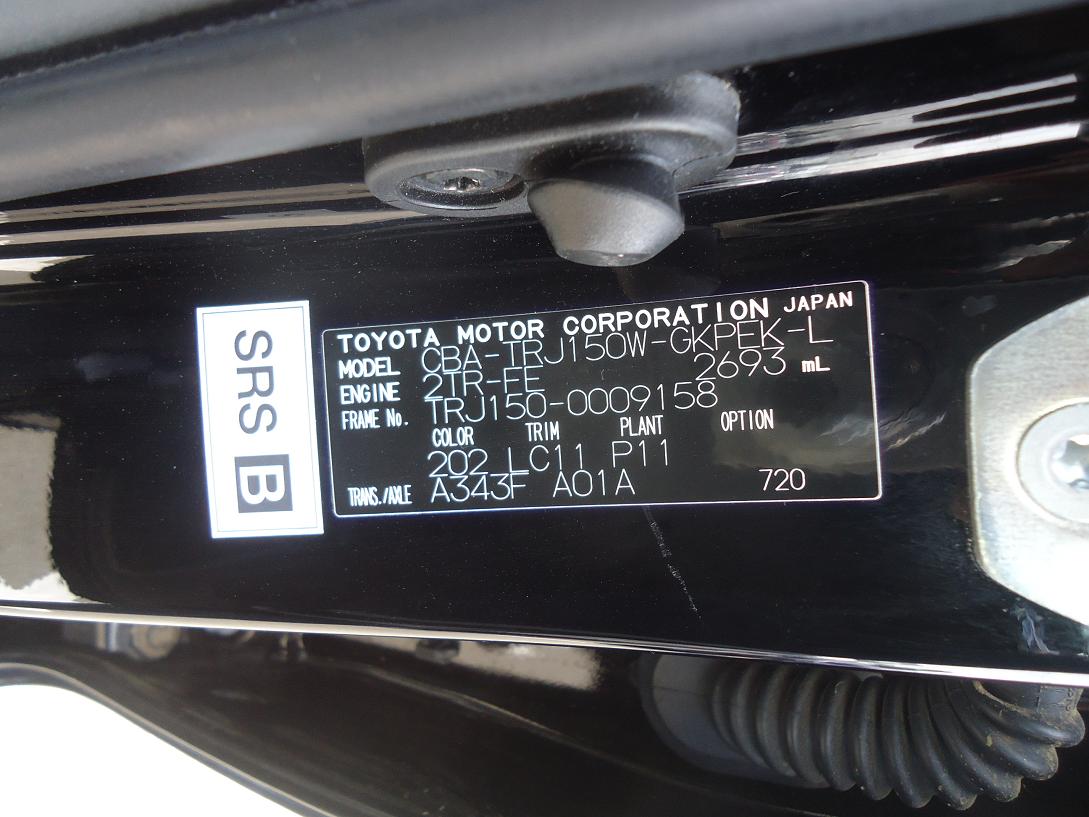 SRS B
TOYOTA MOTOR CORPORATION JAPAN
MODEL CBA-TRJ150W-GKPEK-L
ENGINE 2TR-FE 2693 mL
FRAME No. TRJ150-0009158
COLOR TRIM PLANT OPTION
202 LC11 P11
TRANS./AXLE A343F A01A 720